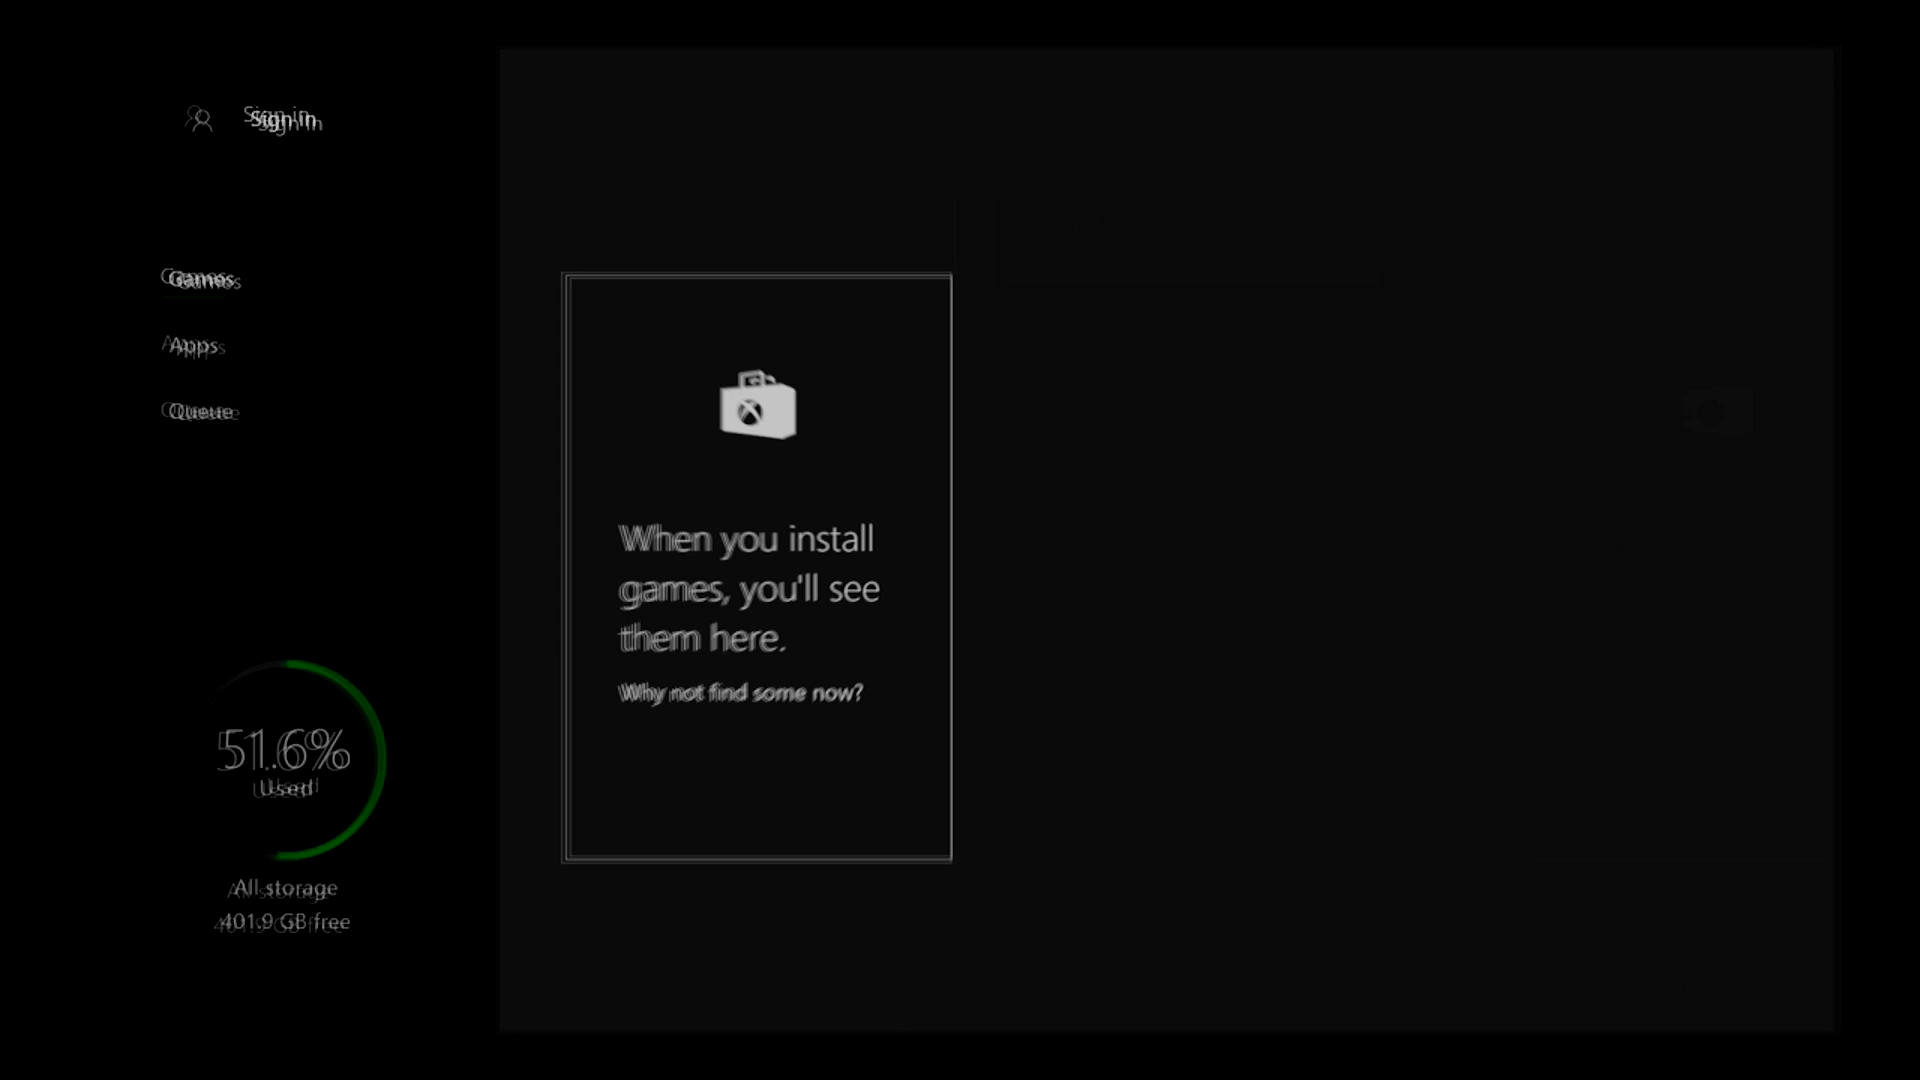 Sign in
Games
Apps
Queue
When you install
games, you'll see
them here.
Why not find some now?
51.6%
Used
All storage
401.9 GB free